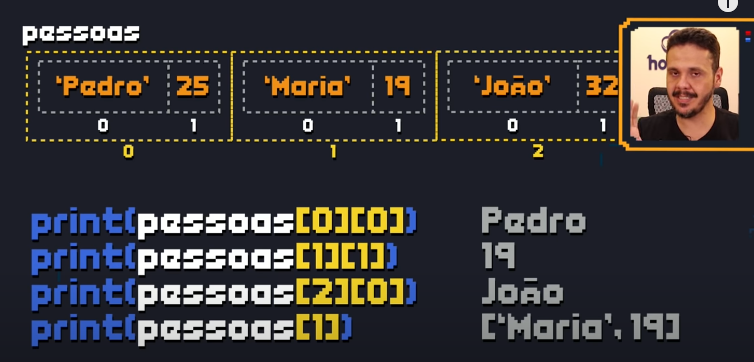 pessoas
'Pedro' 25 'Maria' 19 'João' 32
0 1 0 1 0 1
0 1 2
print(pessoas[0][0]) Pedro
print(pessoas[1][1]) 19
print(pessoas[2][0]) João
print(pessoas[1]) ['Maria', 19]